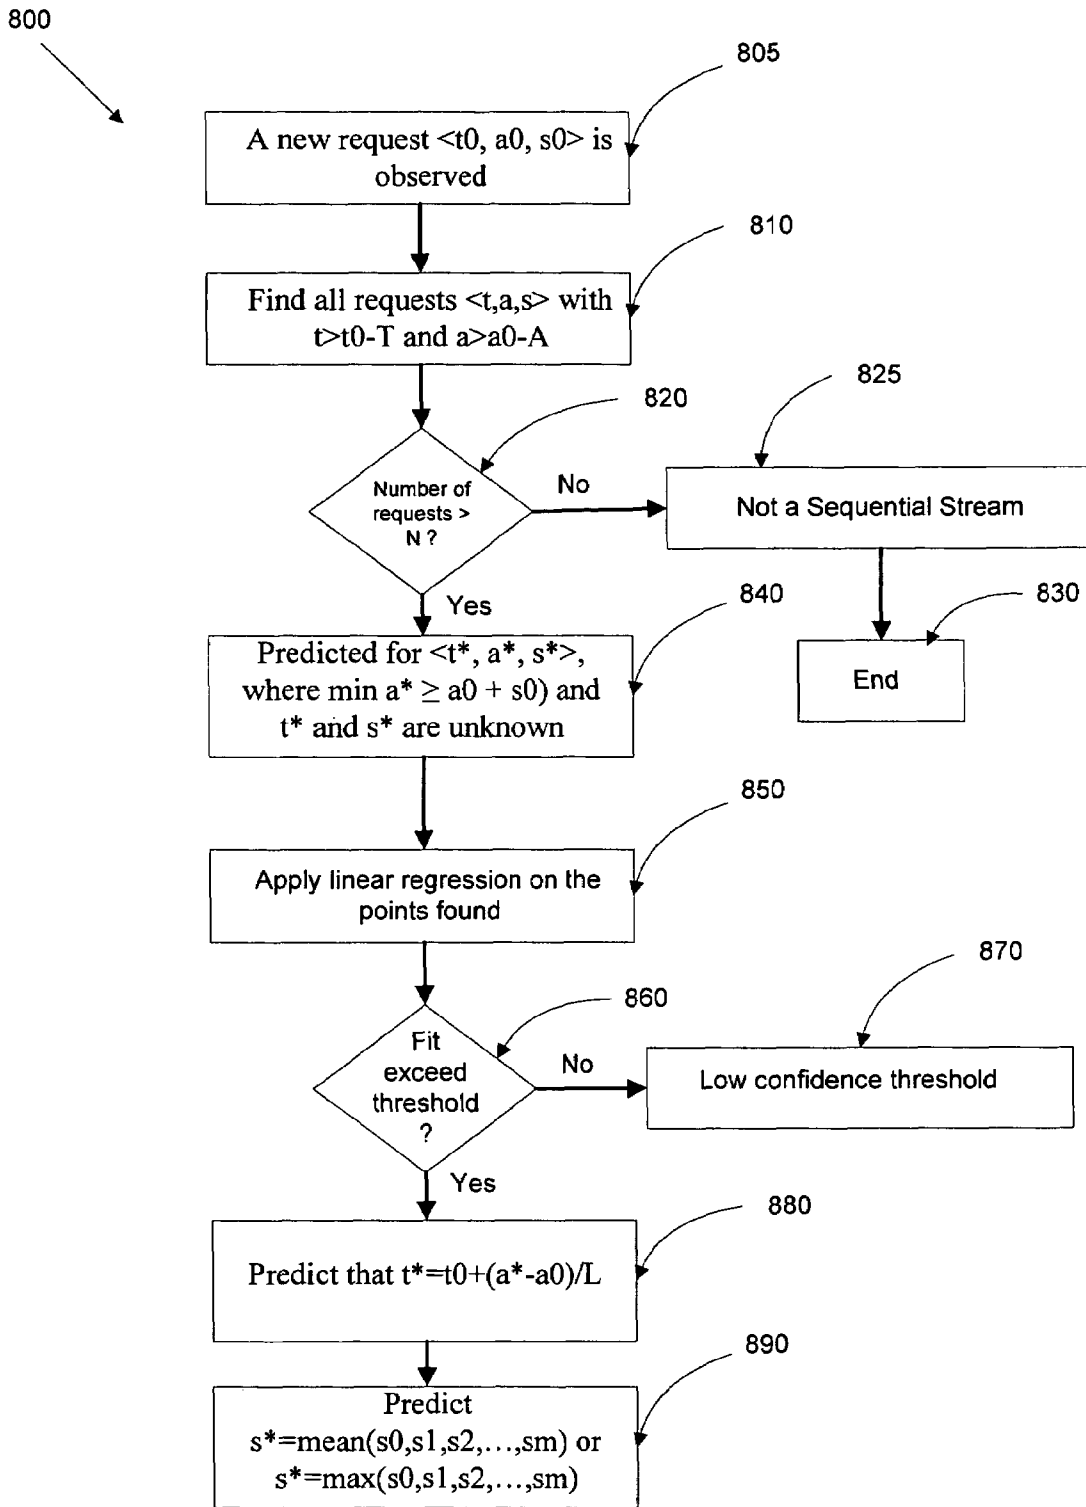 800
805
A new request <t0, a0, s0> is
observed
810
Find all requests <t,a,s> with
t>t0-T and a>a0-A
825
820
Number of
requests >
N ?
No
Not a Sequential Stream
Yes
840
830
Predicted for <t*, a*, s*>,
where min a* ≥ a0 + s0) and
t* and s* are unknown
End
850
Apply linear regression on the
points found
870
860
Fit
exceed
threshold
?
No
Low confidence threshold
Yes
880
Predict that t*=t0+(a*-a0)/L
890
Predict
s*=mean(s0,s1,s2,...,sm) or
s*=max(s0,s1,s2,...,sm)